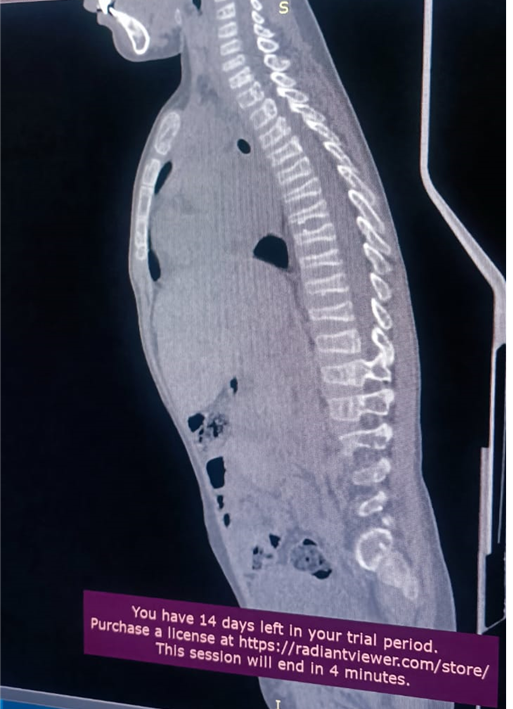 S
You have 14 days left in your trial period.
Purchase a license at https://radiantviewer.com/store/
This session will end in 4 minutes.
I